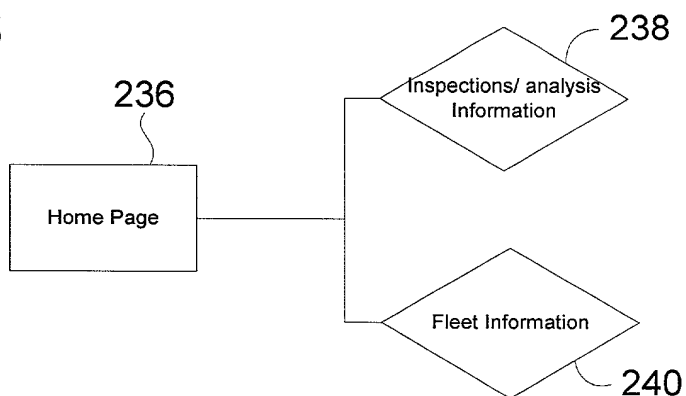 238
Inspections/ analysis
Information
236
Home Page
Fleet Information
240